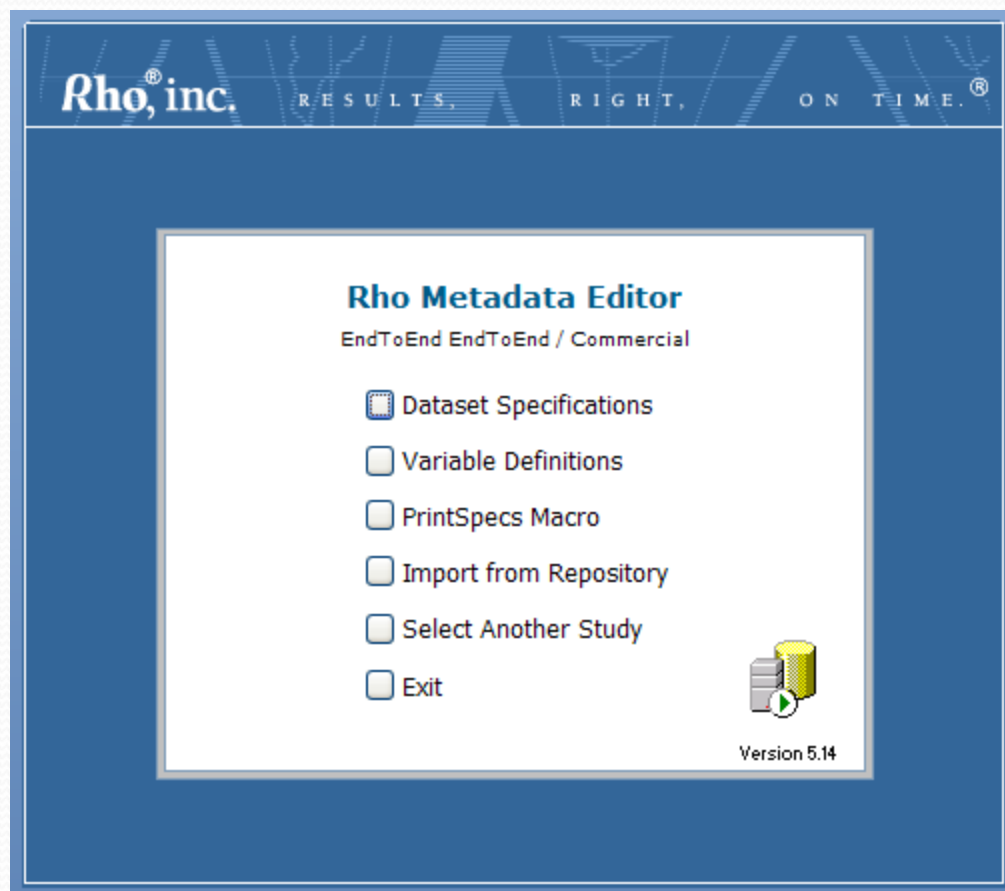 Rho,® inc. RESULTS, RIGHT, ON TIME.®
Rho Metadata Editor
EndToEnd EndToEnd / Commercial
Dataset Specifications
Variable Definitions
PrintSpecs Macro
Import from Repository
Select Another Study
Exit
Version 5.14